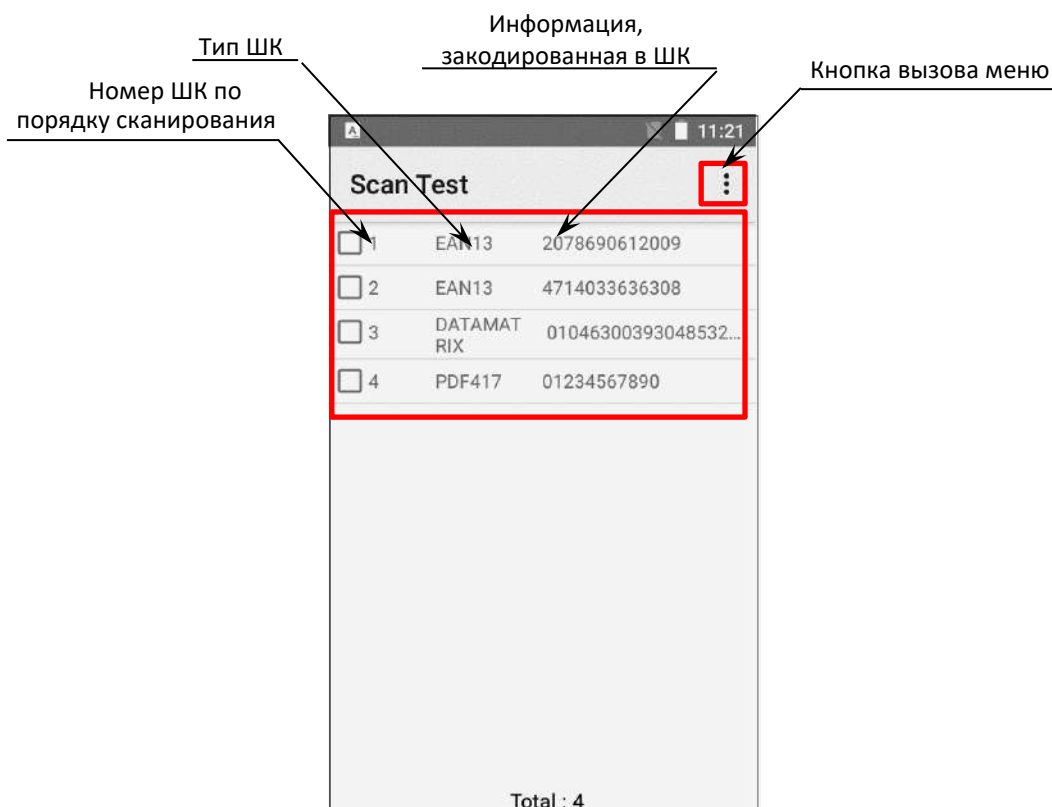 Информация,
закодированная в ШК
Тип ШК
Кнопка вызова меню
Номер ШК по
порядку сканирования
11:21
Scan Test
1 EAN13 2078690612009
2 EAN13 4714033636308
3 DATAMAT
RIX 01046300393048532...
4 PDF417 01234567890
Total : 4